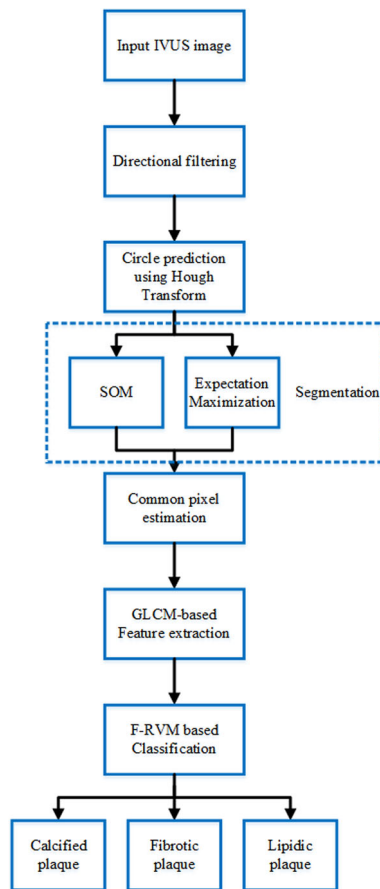 Input IVUS image
Directional filtering
Circle prediction
using Hough
Transform
SOM
Expectation
Maximization
Segmentation
Common pixel
estimation
GLCM-based
Feature extraction
F-RVM based
Classification
Calcified
plaque
Fibrotic
plaque
Lipidic
plaque